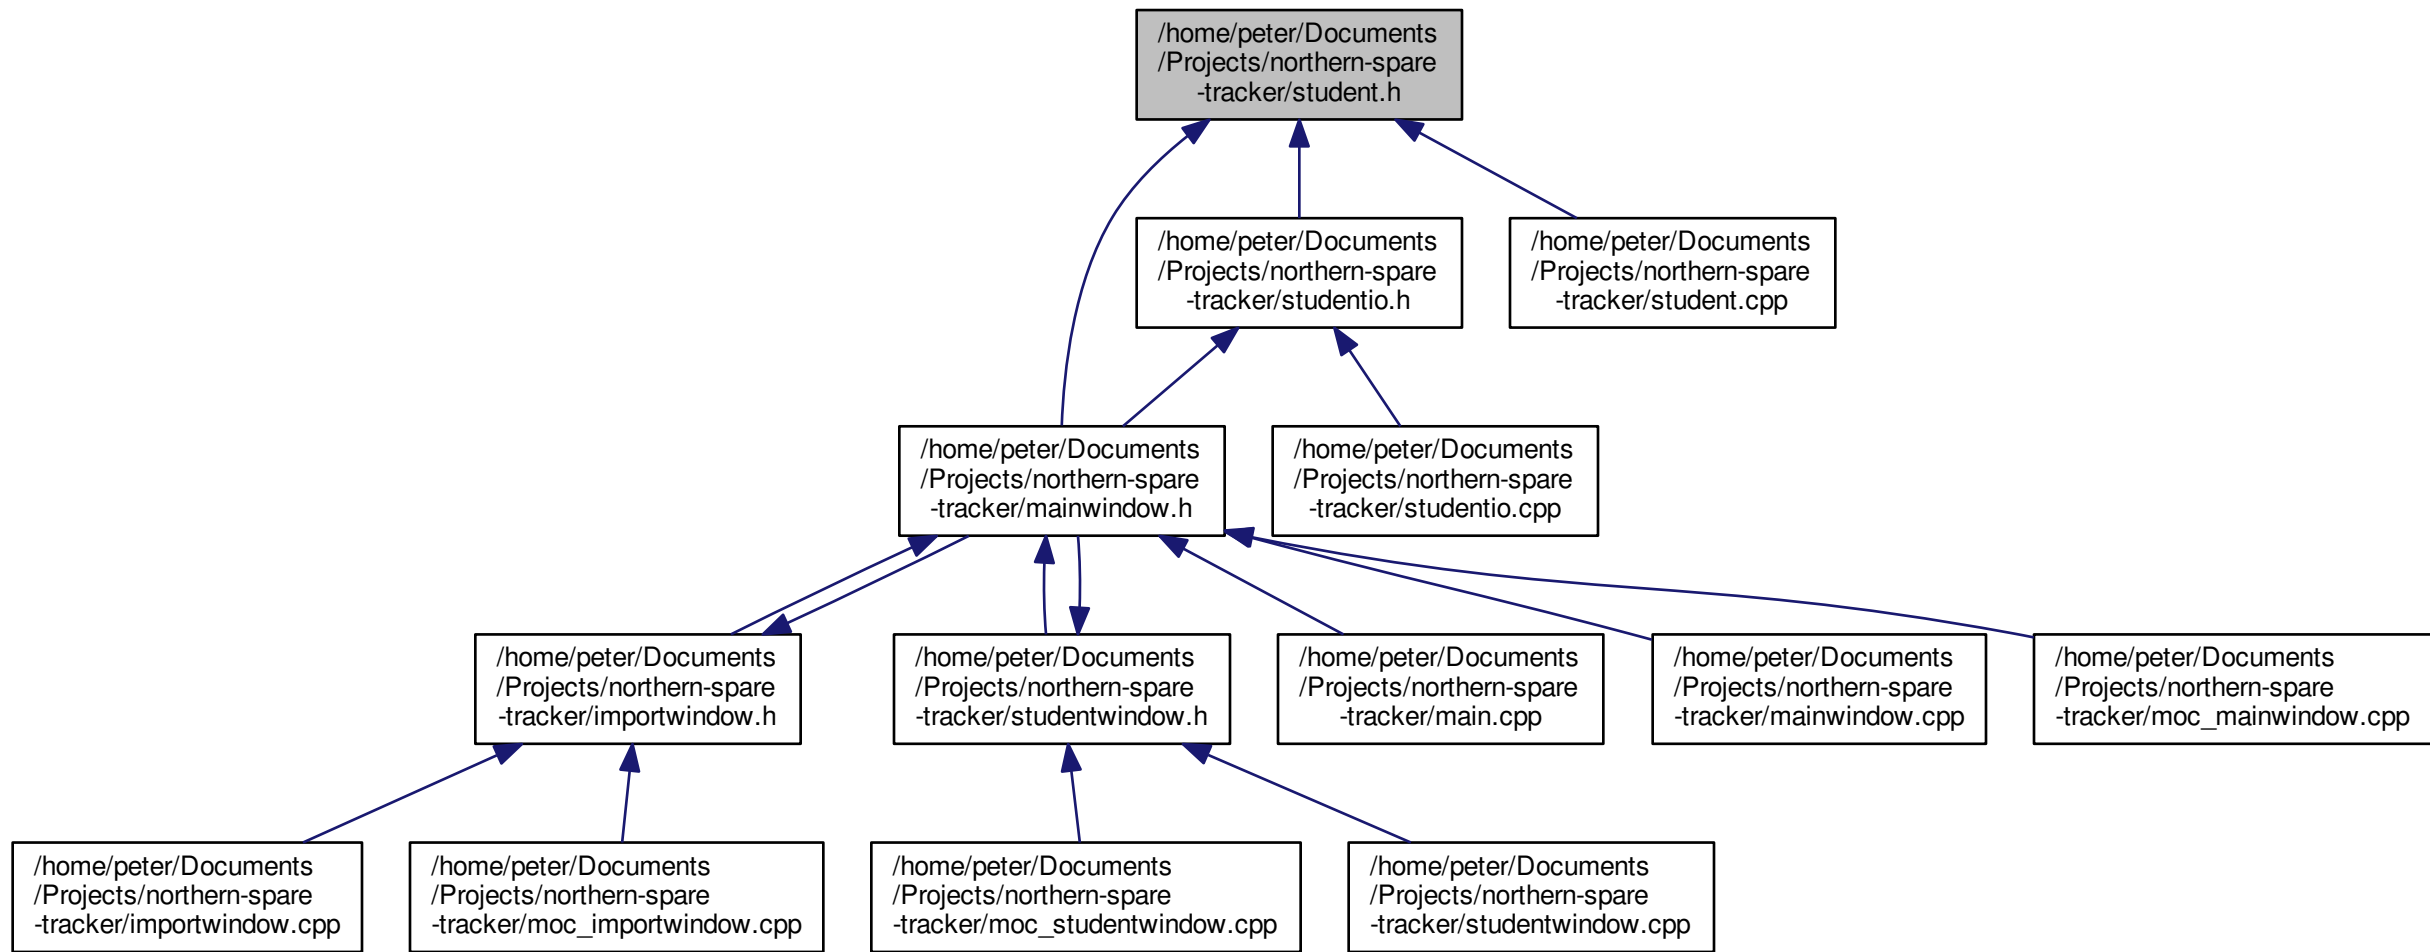 /home/peter/Documents
/Projects/northern-spare
-tracker/student.h
/home/peter/Documents
/Projects/northern-spare
-tracker/studentio.h
/home/peter/Documents
/Projects/northern-spare
-tracker/student.cpp
/home/peter/Documents
/Projects/northern-spare
-tracker/mainwindow.h
/home/peter/Documents
/Projects/northern-spare
-tracker/studentio.cpp
/home/peter/Documents
/Projects/northern-spare
-tracker/importwindow.h
/home/peter/Documents
/Projects/northern-spare
-tracker/studentwindow.h
/home/peter/Documents
/Projects/northern-spare
-tracker/main.cpp
/home/peter/Documents
/Projects/northern-spare
-tracker/mainwindow.cpp
/home/peter/Documents
/Projects/northern-spare
-tracker/moc_mainwindow.cpp
/home/peter/Documents
/Projects/northern-spare
-tracker/importwindow.cpp
/home/peter/Documents
/Projects/northern-spare
-tracker/moc_importwindow.cpp
/home/peter/Documents
/Projects/northern-spare
-tracker/moc_studentwindow.cpp
/home/peter/Documents
/Projects/northern-spare
-tracker/studentwindow.cpp